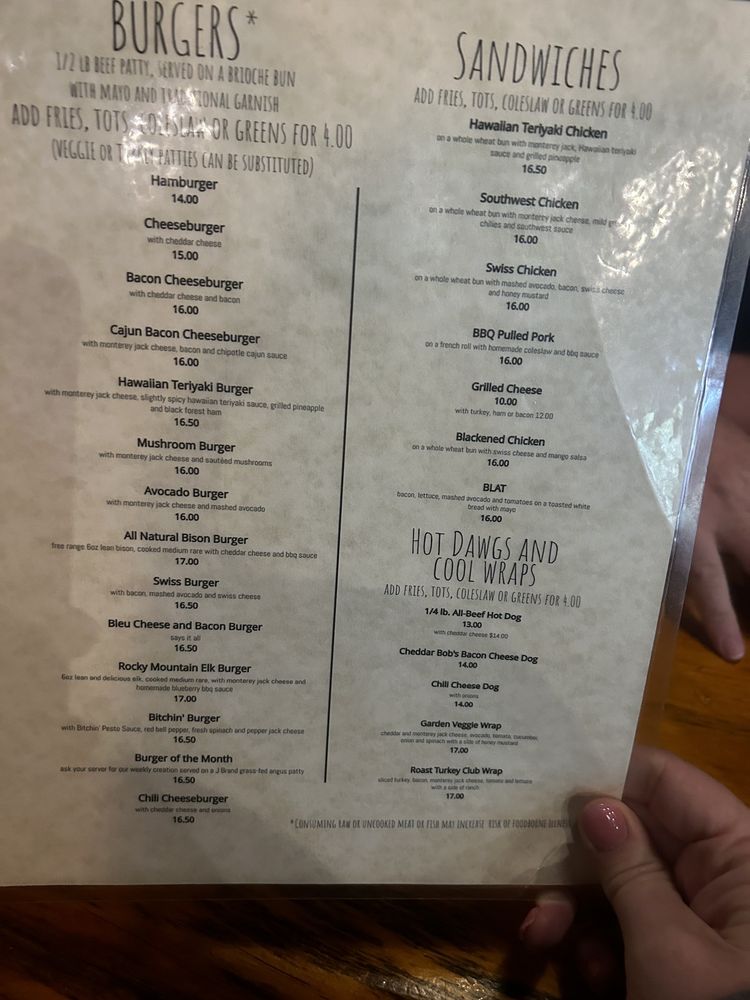 BURGERS*
1/2 LB BEEF PATTY, SERVED ON A BRIOCHE BUN
WITH MAYO AND TRADITIONAL GARNISH
ADD FRIES, TOTS, COLESLAW OR GREENS FOR 4.00
(VEGGIE OR TURKEY PATTIES CAN BE SUBSTITUTED)
Hamburger
14.00
Cheeseburger
with cheddar cheese
15.00
Bacon Cheeseburger
with cheddar cheese and bacon
16.00
Cajun Bacon Cheeseburger
with monterey jack cheese, bacon and chipotle cajun sauce
16.00
Hawaiian Teriyaki Burger
with monterey jack cheese, slightly spicy hawaiian teriyaki sauce, grilled pineapple
and black forest ham
16.50
Mushroom Burger
with monterey jack cheese and sautéed mushrooms
16.00
Avocado Burger
with monterey jack cheese and mashed avocado
16.00
All Natural Bison Burger
free range 6oz lean bison, cooked medium rare with cheddar cheese and bbq sauce
17.00
Swiss Burger
with bacon, mashed avocado and swiss cheese
16.50
Bleu Cheese and Bacon Burger
says it all
16.50
Rocky Mountain Elk Burger
6oz lean and delicious elk, cooked medium rare, with monterey jack cheese and
homemade blueberry bbq sauce
17.00
Bitchin' Burger
with Bitchin' Pesto Sauce, red bell pepper, fresh spinach and pepper jack cheese
16.50
Burger of the Month
ask your server for our weekly creation served on a J Brand grass-fed angus patty
16.50
Chili Cheeseburger
with cheddar cheese and onions
16.50
SANDWICHES
ADD FRIES, TOTS, COLESLAW OR GREENS FOR 4.00
Hawaiian Teriyaki Chicken
on a whole wheat bun with monterey jack, Hawaiian teriyaki
sauce and grilled pineapple
16.50
Southwest Chicken
on a whole wheat bun with monterey jack cheese, mild
chilies and southwest sauce
16.00
Swiss Chicken
on a whole wheat bun with mashed avocado, bacon, swiss cheese
and honey mustard
16.00
BBQ Pulled Pork
on a french roll with homemade coleslaw and bbq sauce
16.00
Grilled Cheese
10.00
with turkey, ham or bacon 12.00
Blackened Chicken
on a whole wheat bun with swiss cheese and mango salsa
16.00
BLAT
bacon, lettuce, mashed avocado and tomatoes on a toasted white
bread with mayo
16.00
HOT DAWGS AND
COOL WRAPS
ADD FRIES, TOTS, COLESLAW OR GREENS FOR 4.00
1/4 lb. All-Beef Hot Dog
13.00
with cheddar cheese $14.00
Cheddar Bob's Bacon Cheese Dog
14.00
Chili Cheese Dog
with onions
14.00
Garden Veggie Wrap
cheddar and monterey jack cheese, avocado, tomato, cucumber,
onion and spinach with a side of honey mustard
17.00
Roast Turkey Club Wrap
sliced turkey, bacon, monterey jack cheese, tomato and lettuce
with a side of ranch
17.00
*CONSUMING RAW OR UNCOOKED MEAT OR FISH MAY INCREASE RISK OF FOODBORNE ILLNESS